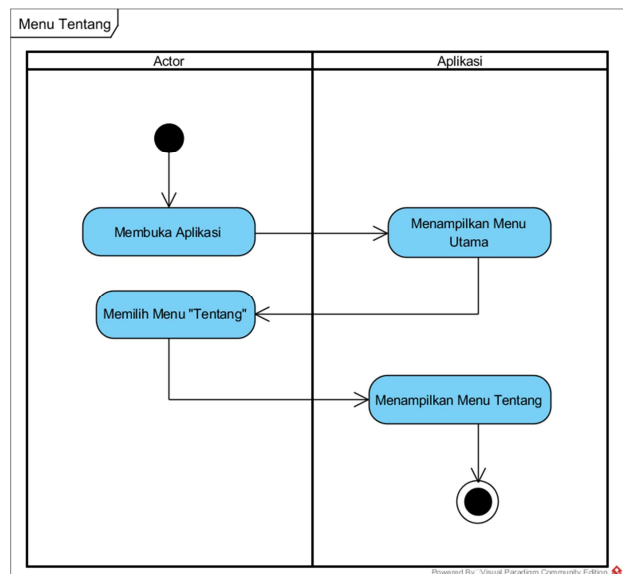 Menu Tentang
Actor
Aplikasi
Membuka Aplikasi
Menampilkan Menu
Utama
Memilih Menu "Tentang"
Menampilkan Menu Tentang
Powered By Visual Paradigm Community Edition